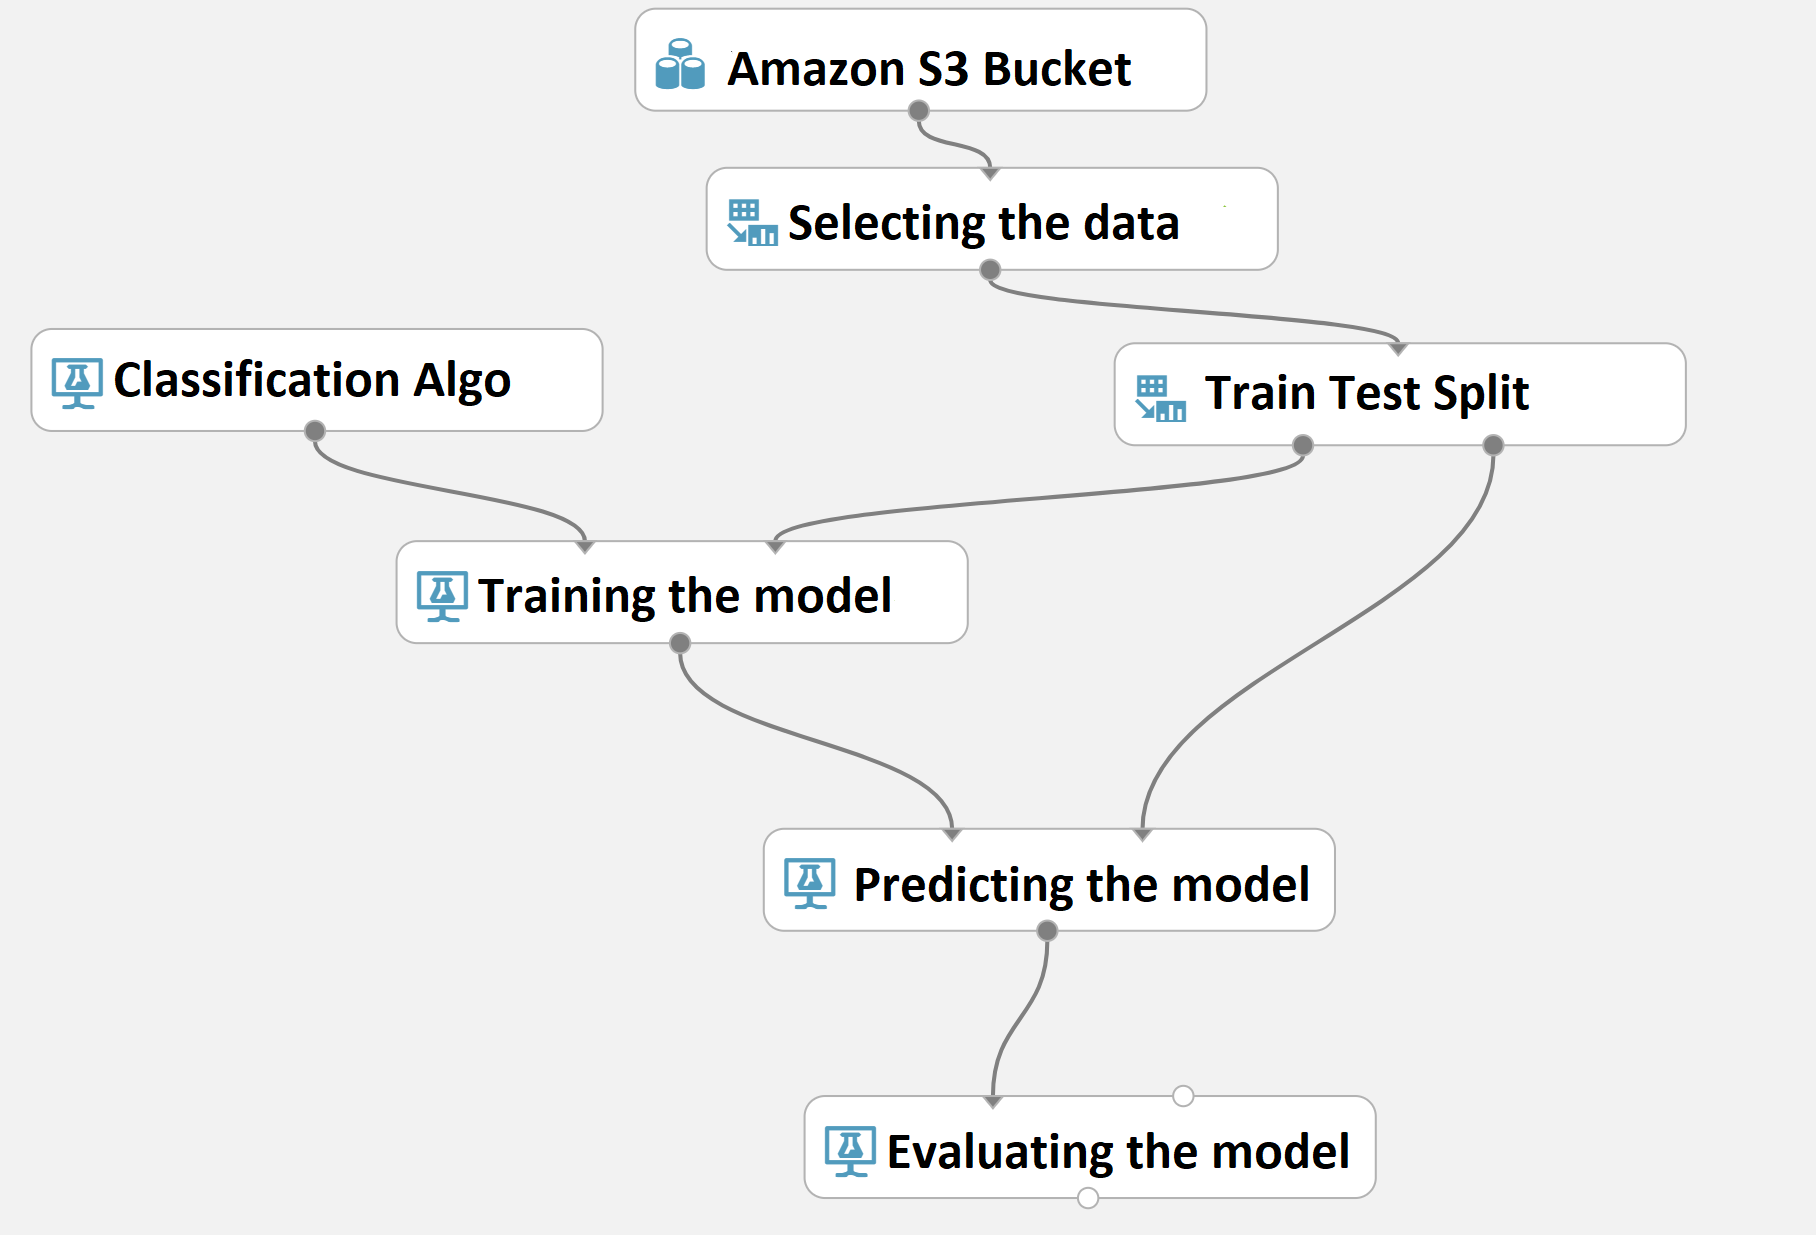 Amazon S3 Bucket
Selecting the data
Classification Algo
Train Test Split
Training the model
Predicting the model
Evaluating the model